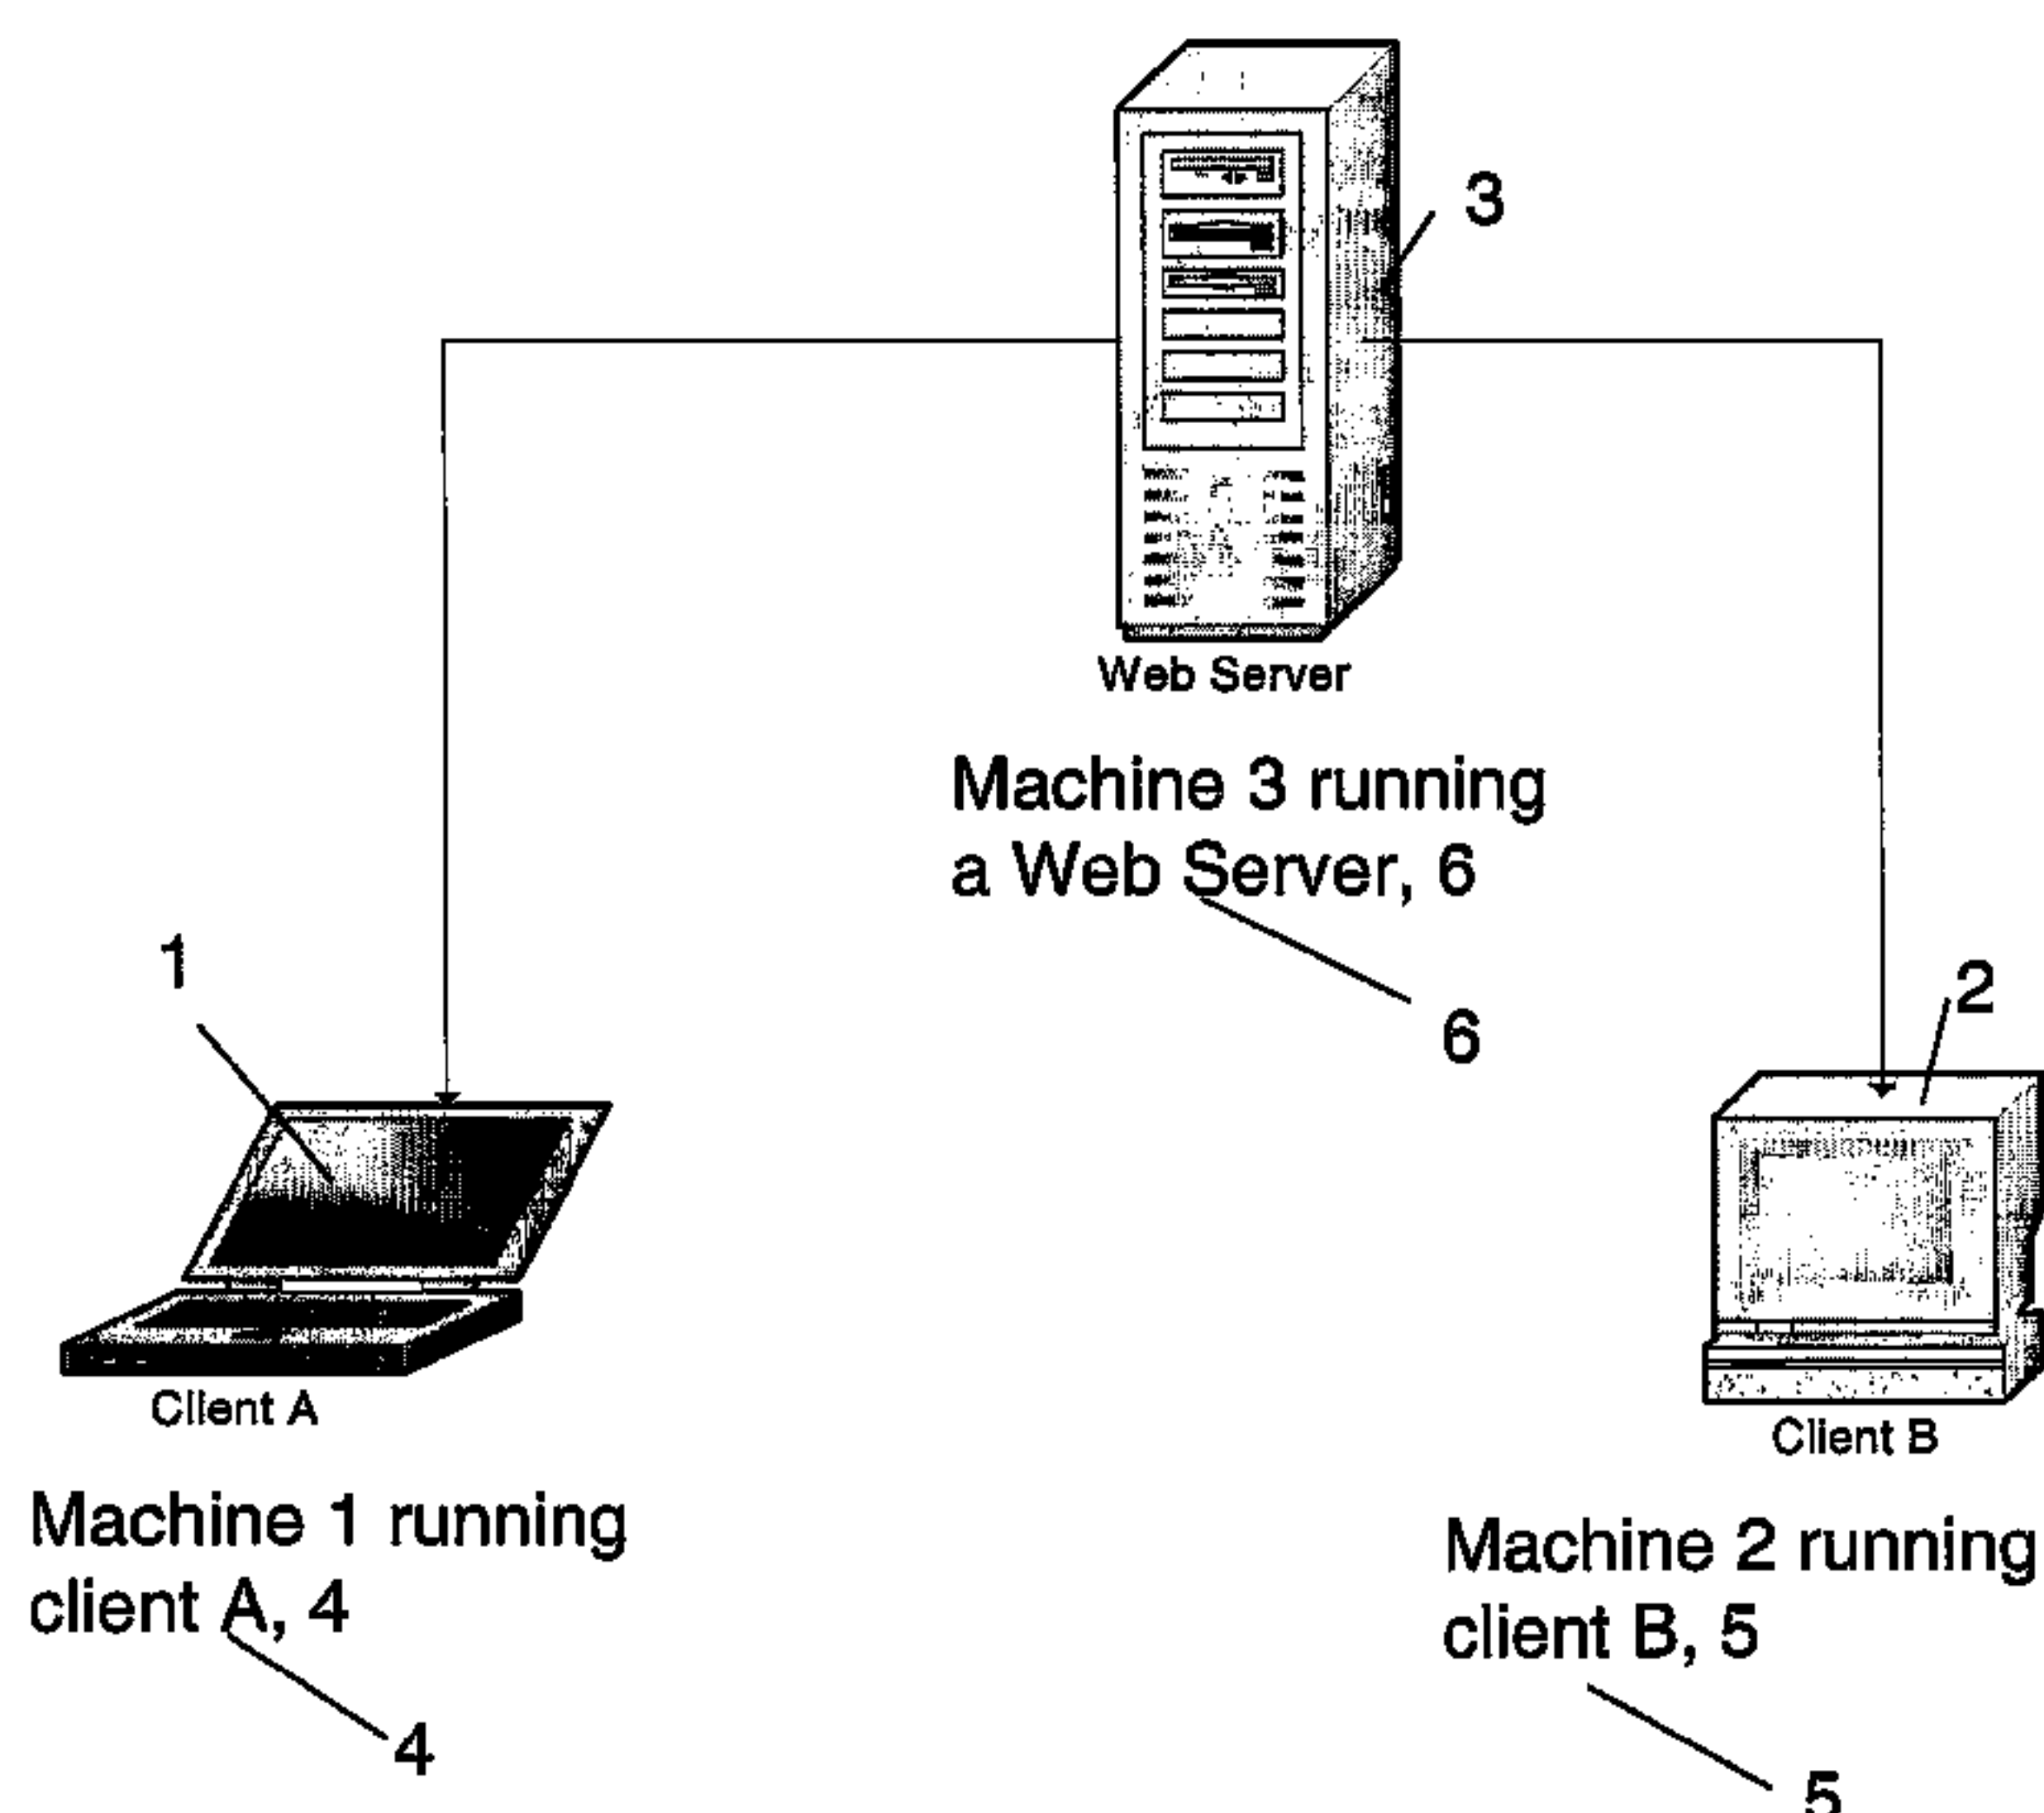 3
Web Server
Machine 3 running
a Web Server, 6
6
1
2
Client A
Machine 1 running
client A, 4
4
Client B
Machine 2 running
client B, 5
5